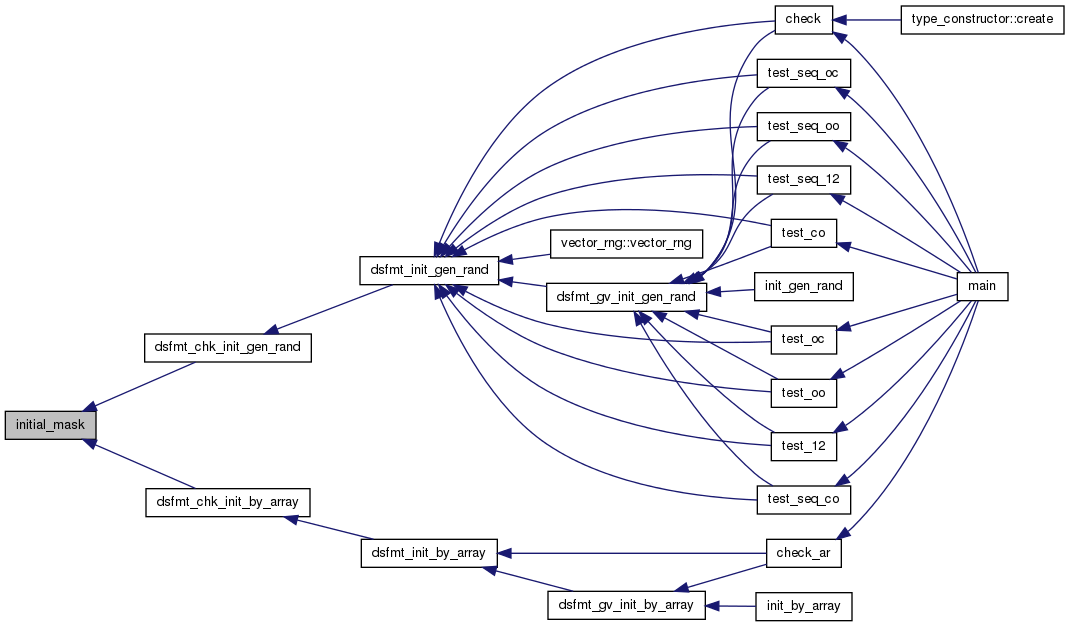 check
type_constructor::create
test_seq_oc
test_seq_oo
test_seq_12
test_co
vector_rng::vector_rng
dsfmt_init_gen_rand
init_gen_rand
main
dsfmt_gv_init_gen_rand
test_oc
dsfmt_chk_init_gen_rand
test_oo
initial_mask
test_12
test_seq_co
dsfmt_chk_init_by_array
dsfmt_init_by_array
check_ar
dsfmt_gv_init_by_array
init_by_array